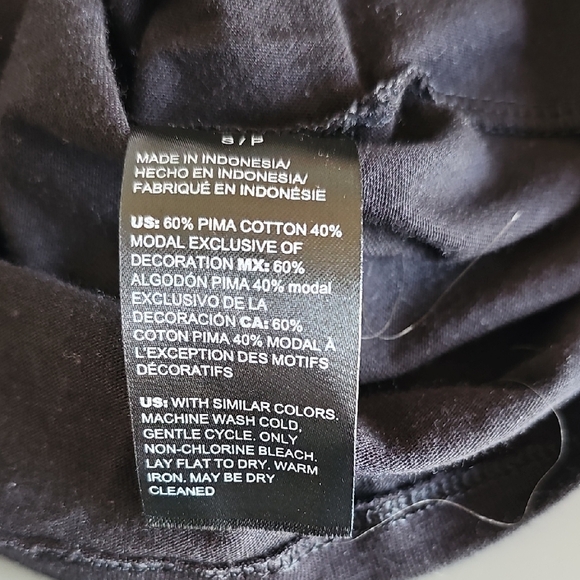 S/P
MADE IN INDONESIA/
HECHO EN INDONESIA/
FABRIQUÉ EN INDONÉSIE
US: 60% PIMA COTTON 40%
MODAL EXCLUSIVE OF
DECORATION MX: 60%
ALGODÓN PIMA 40% modal
EXCLUSIVO DE LA
DECORACIÓN CA: 60%
COTON PIMA 40% MODAL À
L'EXCEPTION DES MOTIFS
DÉCORATIFS
US: WITH SIMILAR COLORS.
MACHINE WASH COLD,
GENTLE CYCLE. ONLY
NON-CHLORINE BLEACH.
LAY FLAT TO DRY. WARM
IRON. MAY BE DRY
CLEANED